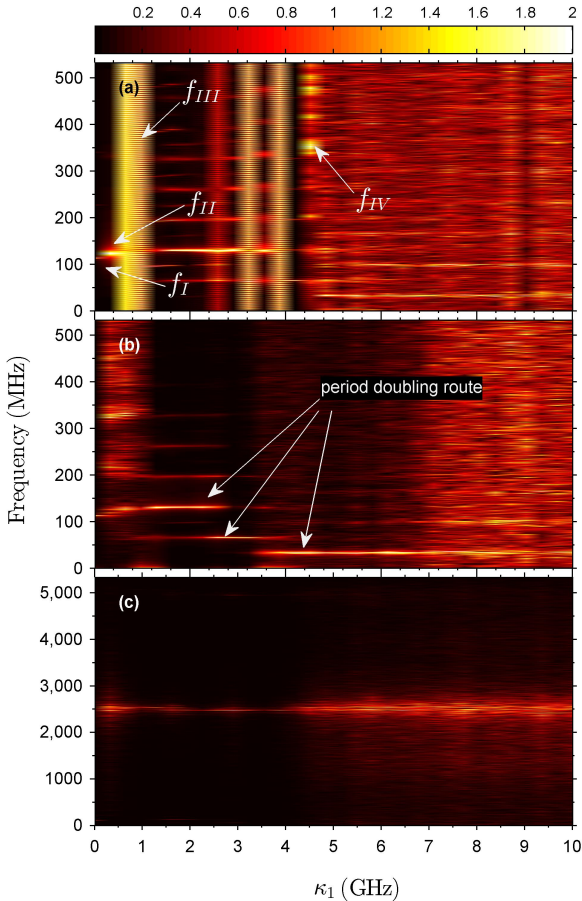 0.2 0.4 0.6 0.8 1 1.2 1.4 1.6 1.8 2
(a)
500
400
300
200
100
0
f_III
f_II
f_I
f_IV
(b)
500
400
300
200
100
0
period doubling route
Frequency (MHz)
(c)
5,000
4,000
3,000
2,000
1000
0
0 1 2 3 4 5 6 7 8 9 10
κ₁ (GHz)